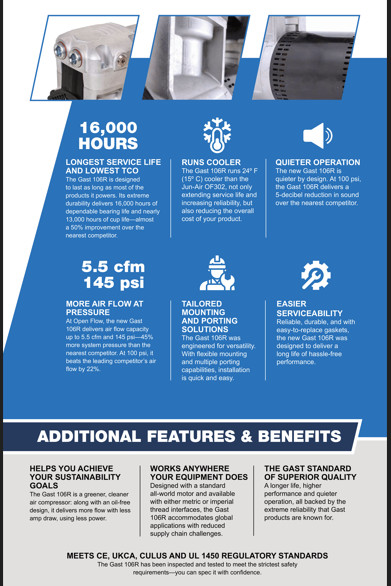 16,000
HOURS
LONGEST SERVICE LIFE
AND LOWEST TCO
The Gast 106R is designed
to last as long as most of the
products it powers. Its extreme
durability delivers 16,000 hours of
dependable bearing life and nearly
13,000 hours of cup life—almost
a 50% improvement over the
nearest competitor.
RUNS COOLER
The Gast 106R runs 24º F
(15º C) cooler than the
Jun-Air OF302, not only
extending service life and
increasing reliability, but
also reducing the overall
cost of your product.
QUIETER OPERATION
The new Gast 106R is
quieter by design. At 100 psi,
the Gast 106R delivers a
5-decibel reduction in sound
over the nearest competitor.
5.5 cfm
145 psi
MORE AIR FLOW AT
PRESSURE
At Open Flow, the new Gast
106R delivers air flow capacity
up to 5.5 cfm and 145 psi—45%
more system pressure than the
nearest competitor. At 100 psi, it
beats the leading competitor's air
flow by 22%.
TAILORED
MOUNTING
AND PORTING
SOLUTIONS
The Gast 106R was
engineered for versatility.
With flexible mounting
and multiple porting
capabilities, installation
is quick and easy.
EASIER
SERVICEABILITY
Reliable, durable, and with
easy-to-replace gaskets,
the new Gast 106R was
designed to deliver a
long life of hassle-free
performance.
ADDITIONAL FEATURES & BENEFITS
HELPS YOU ACHIEVE
YOUR SUSTAINABILITY
GOALS
The Gast 106R is a greener, cleaner
air compressor: along with an oil-free
design, it delivers more flow with less
amp draw, using less power.
WORKS ANYWHERE
YOUR EQUIPMENT DOES
Designed with a standard
all-world motor and available
with either metric or imperial
thread interfaces, the Gast
106R accommodates global
applications with reduced
supply chain challenges.
THE GAST STANDARD
OF SUPERIOR QUALITY
A longer life, higher
performance and quieter
operation, all backed by the
extreme reliability that Gast
products are known for.
MEETS CE, UKCA, CULUS AND UL 1450 REGULATORY STANDARDS
The Gast 106R has been inspected and tested to meet the strictest safety
requirements—you can spec it with confidence.